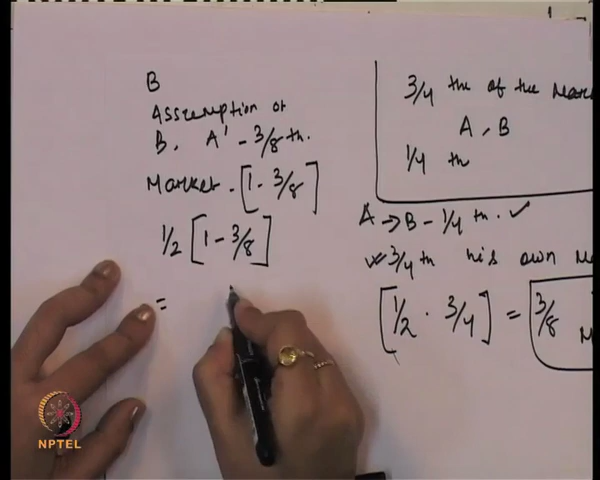 B
Assumption of
B. A' - 3/8 th.
Market - [1 - 3/8]
1/2 [1 - 3/8]
=
3/4 th of the Mark
A, B
1/4 th
A → B - 1/4 th. ✓
3/4 th his own
[1/2 . 3/4] = 3/8
NPTEL